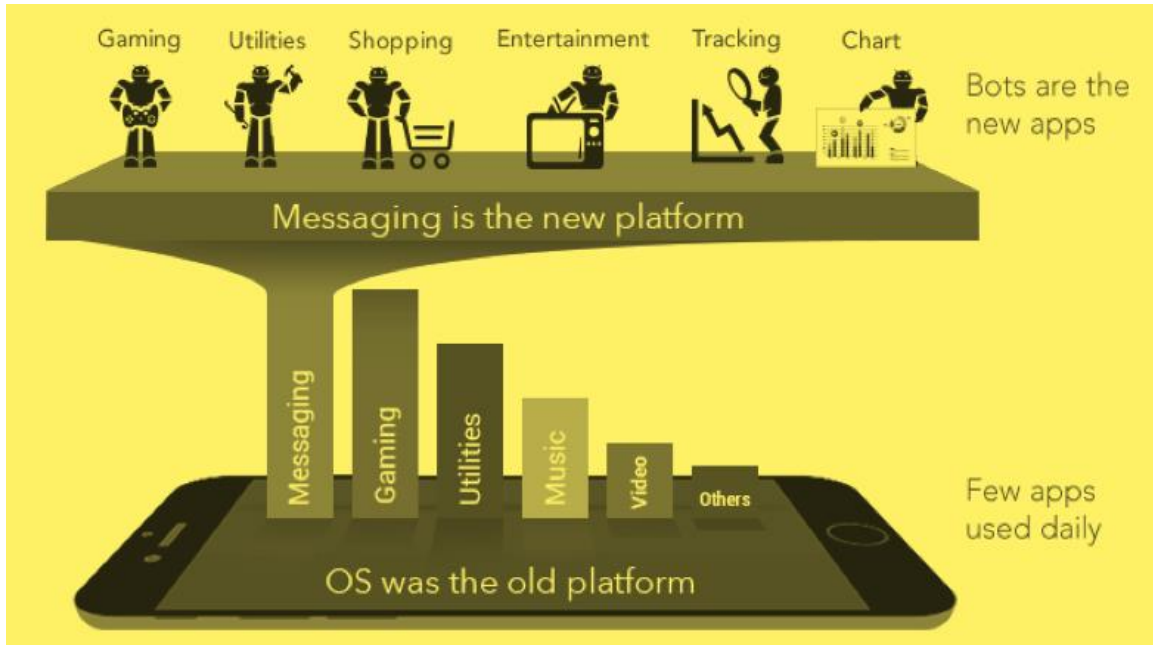 Gaming
Utilities
Shopping
Entertainment
Tracking
Chart
Bots are the
new apps
Messaging is the new platform
Messaging
Gaming
Utilities
Music
Video
Others
Few apps
used daily
OS was the old platform